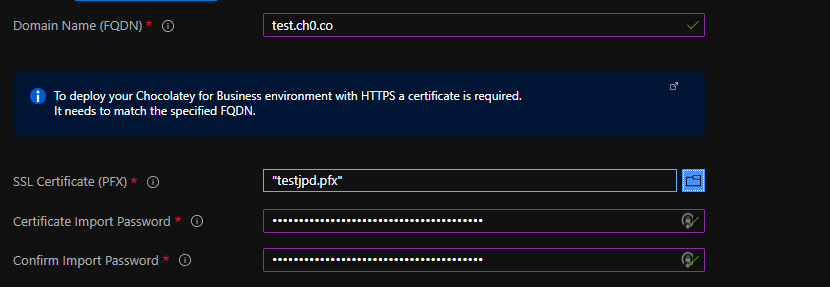 Domain Name (FQDN) *
test.ch0.co
To deploy your Chocolatey for Business environment with HTTPS a certificate is required.
It needs to match the specified FQDN.
SSL Certificate (PFX) *
"testjpd.pfx"
Certificate Import Password *
••••••••••••••••••••••••••••••••••••••••
Confirm Import Password *
••••••••••••••••••••••••••••••••••••••••